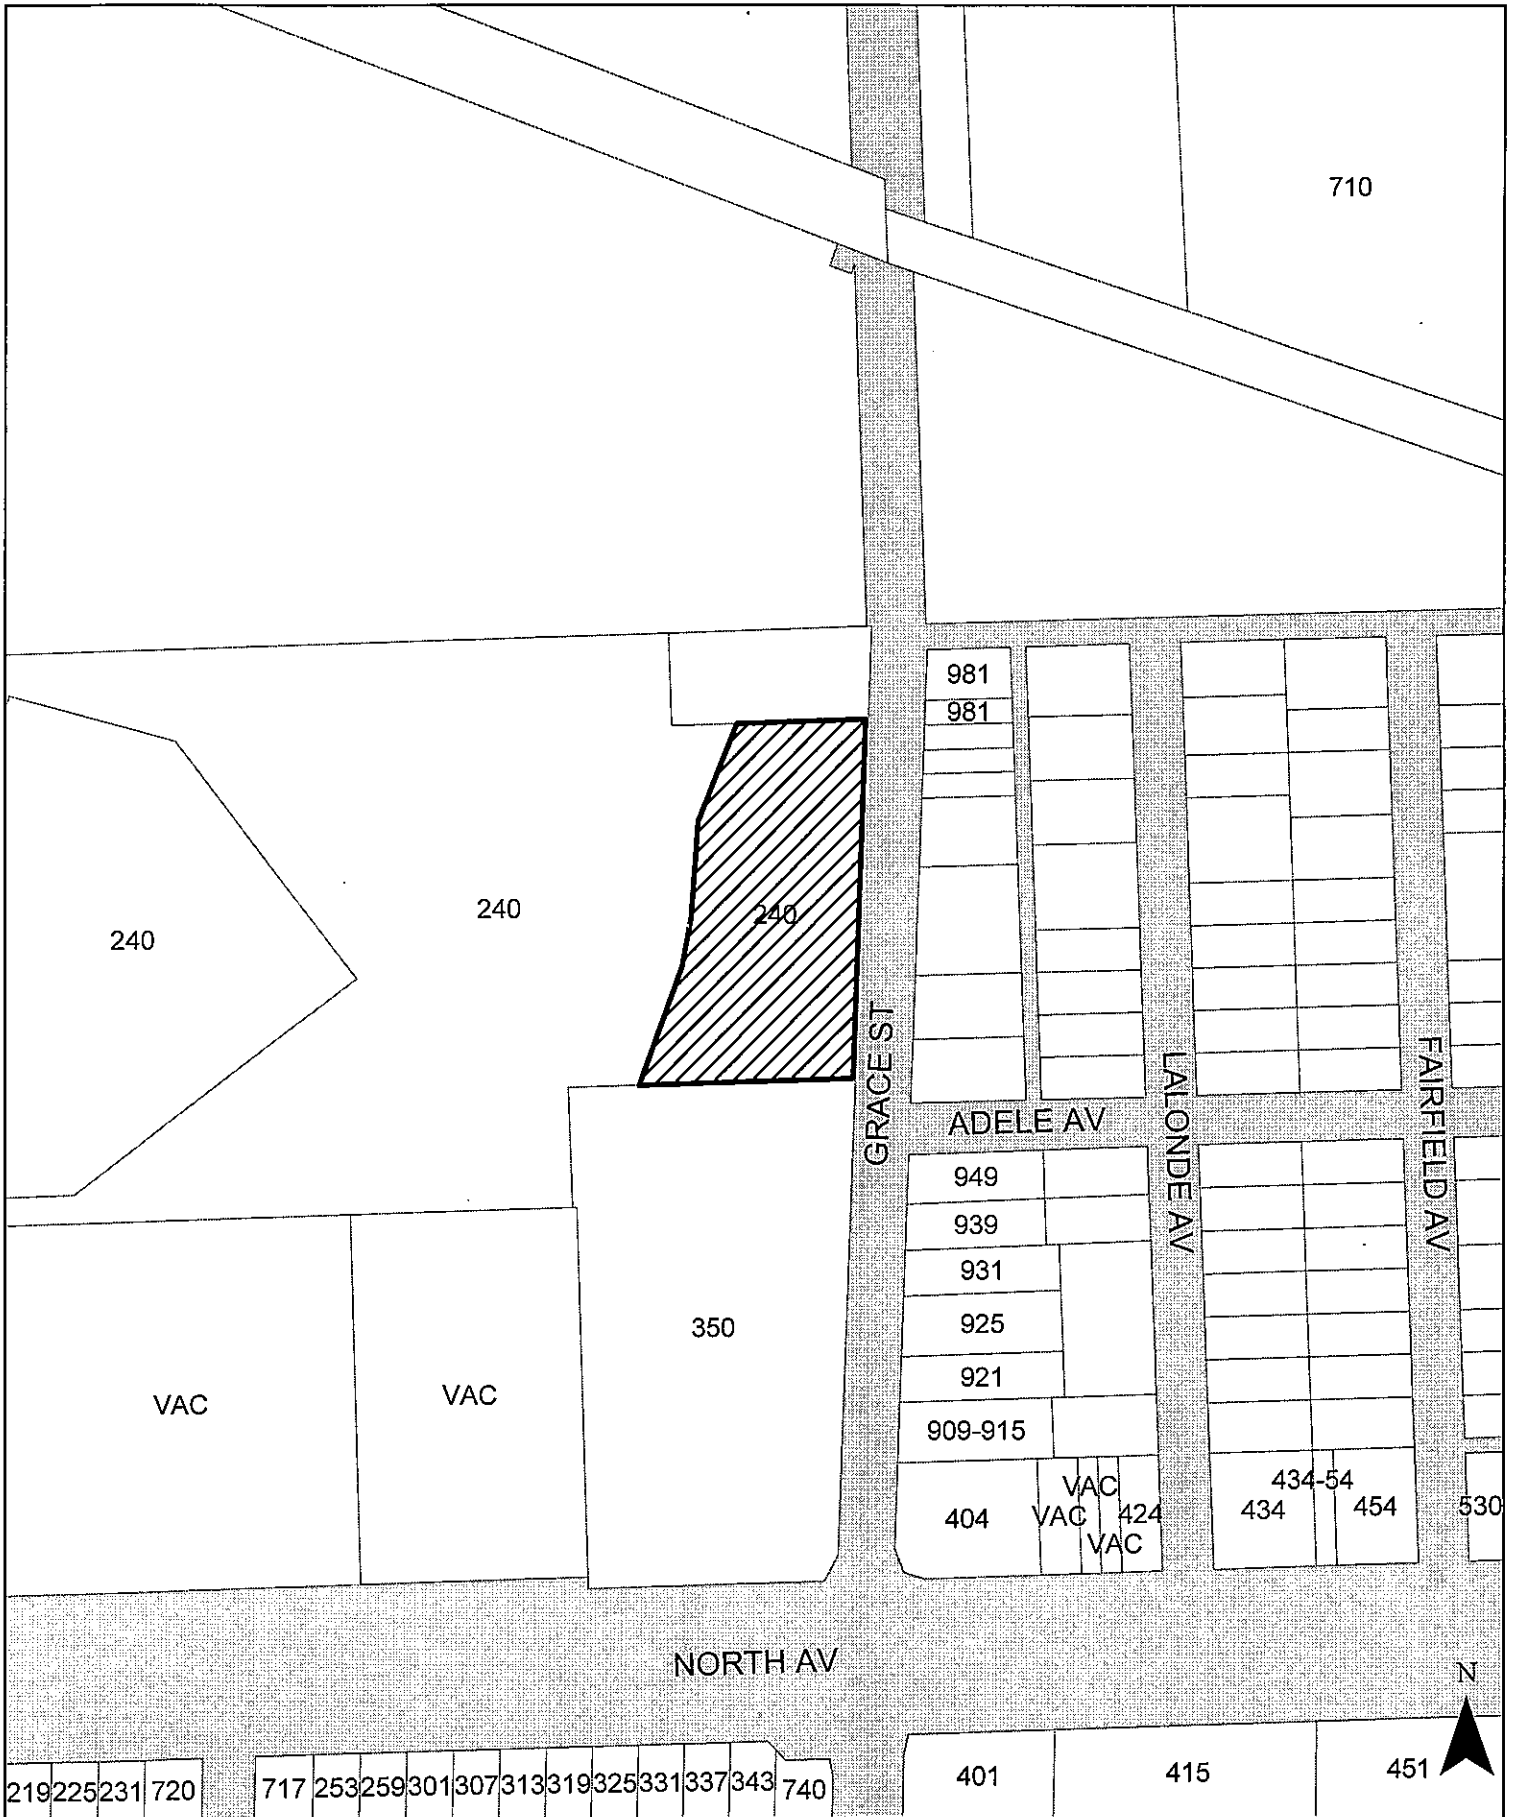 710
981
981
240
240
240
GRACE ST
ADELE AV
LALONDE AV
FAIRFIELD AV
949
939
931
925
921
909-915
350
VAC
VAC
404
VAC
VAC
VAC
424
434
434-54
454
530
NORTH AV
N
219 225 231 720 717 253 259 301 307 313 319 325 331 337 343 740 401 415 451